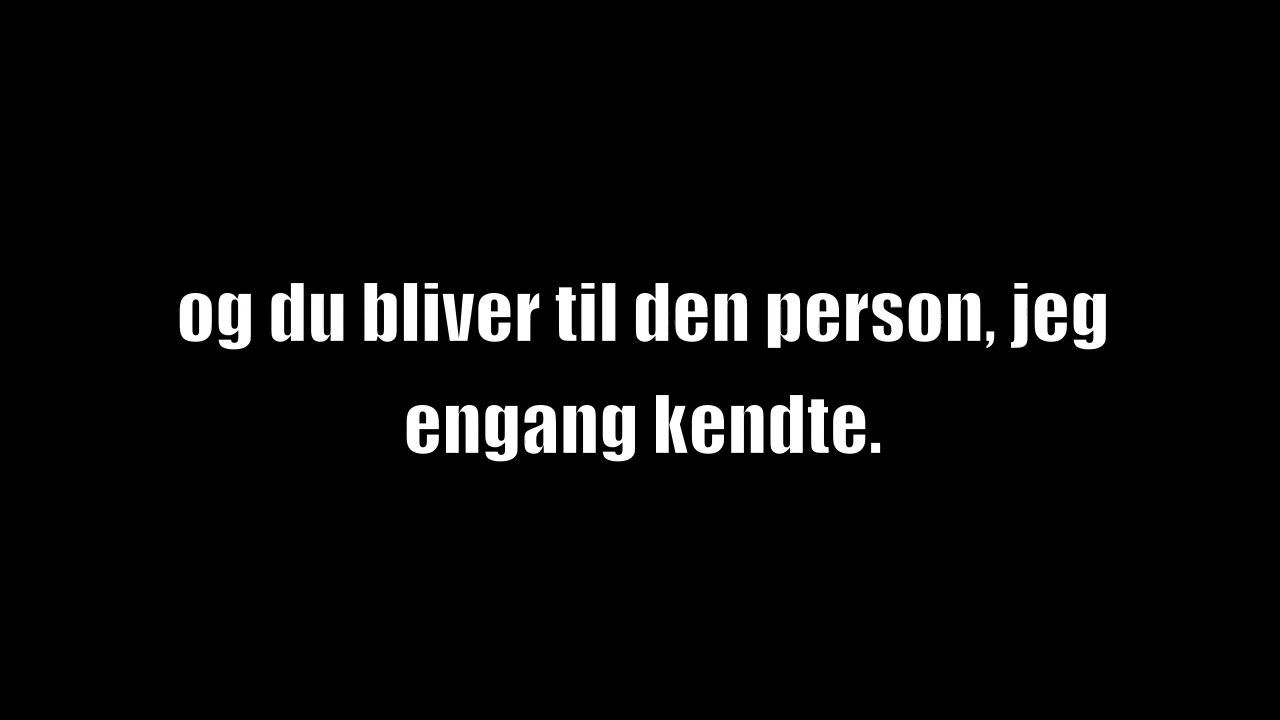 og du bliver til den person, jeg
engang kendte.